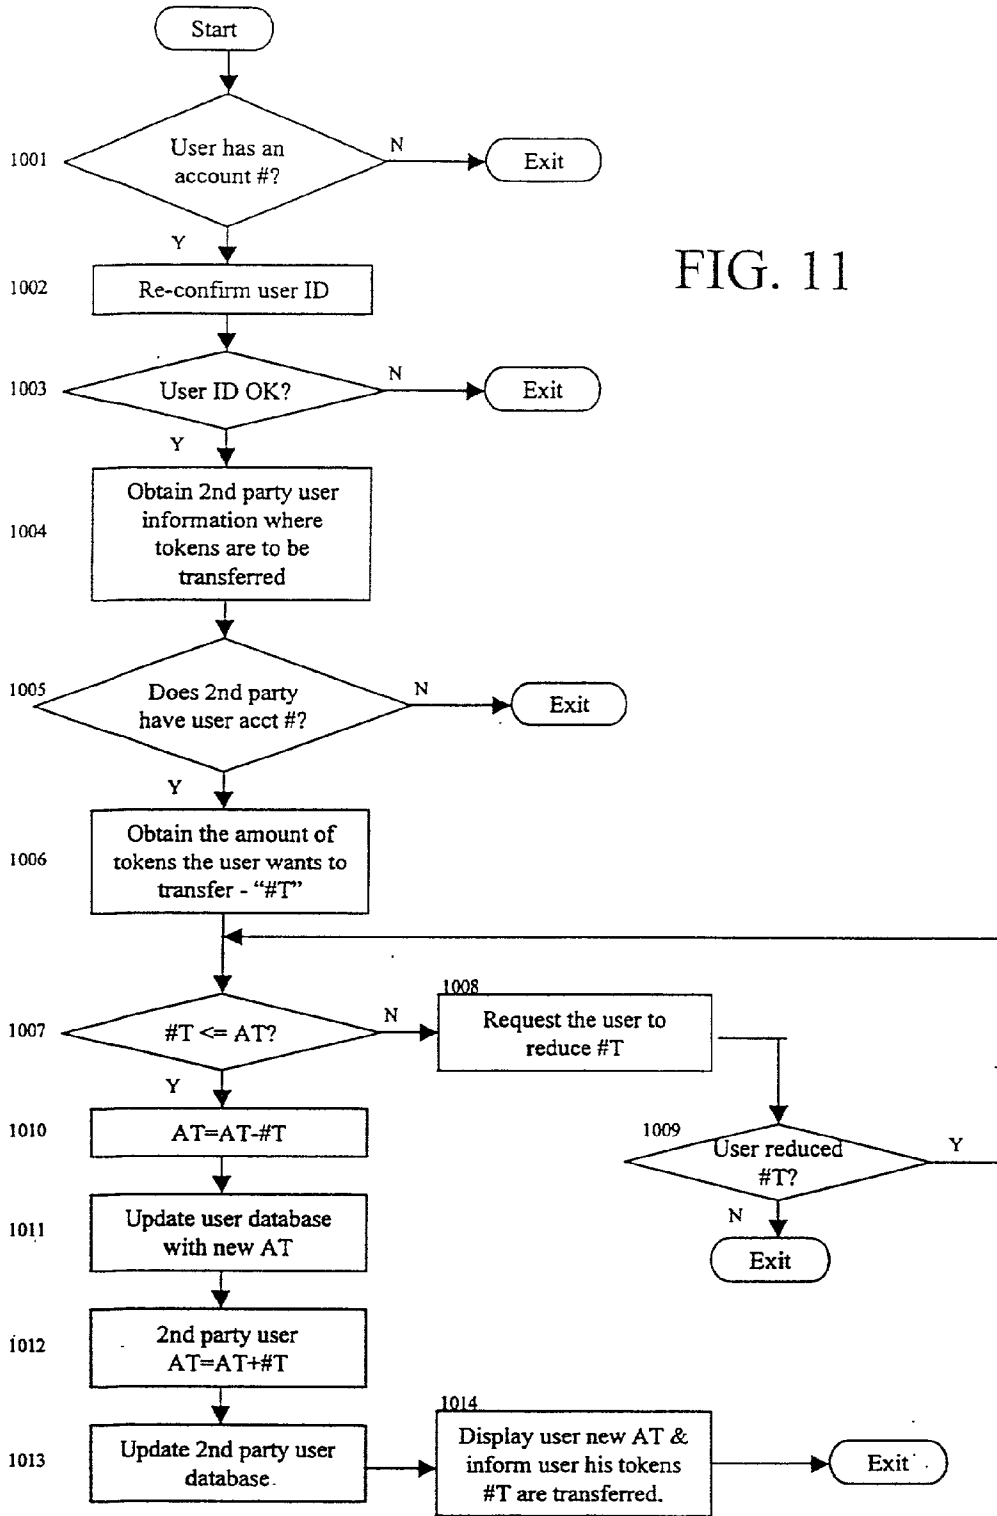 Start
1001
User has an
account #?
N
Exit
Y
FIG. 11
1002
Re-confirm user ID
1003
User ID OK?
N
Exit
Y
1004
Obtain 2nd party user
information where
tokens are to be
transferred
1005
Does 2nd party
have user acct #?
N
Exit
Y
1006
Obtain the amount of
tokens the user wants to
transfer - “#T”
1007
#T <= AT?
N
1008
Request the user to
reduce #T
Y
1009
User reduced
#T?
Y
N
Exit
1010
AT=AT-#T
1011
Update user database
with new AT
1012
2nd party user
AT=AT+#T
1013
Update 2nd party user
database.
1014
Display user new AT &
inform user his tokens
#T are transferred.
Exit